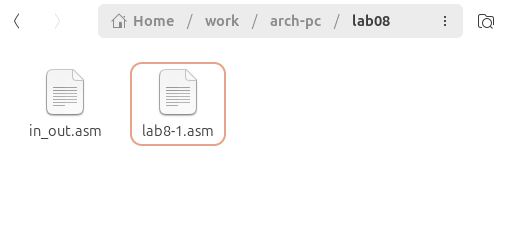 Home / work / arch-pc / lab08
in_out.asm lab8-1.asm